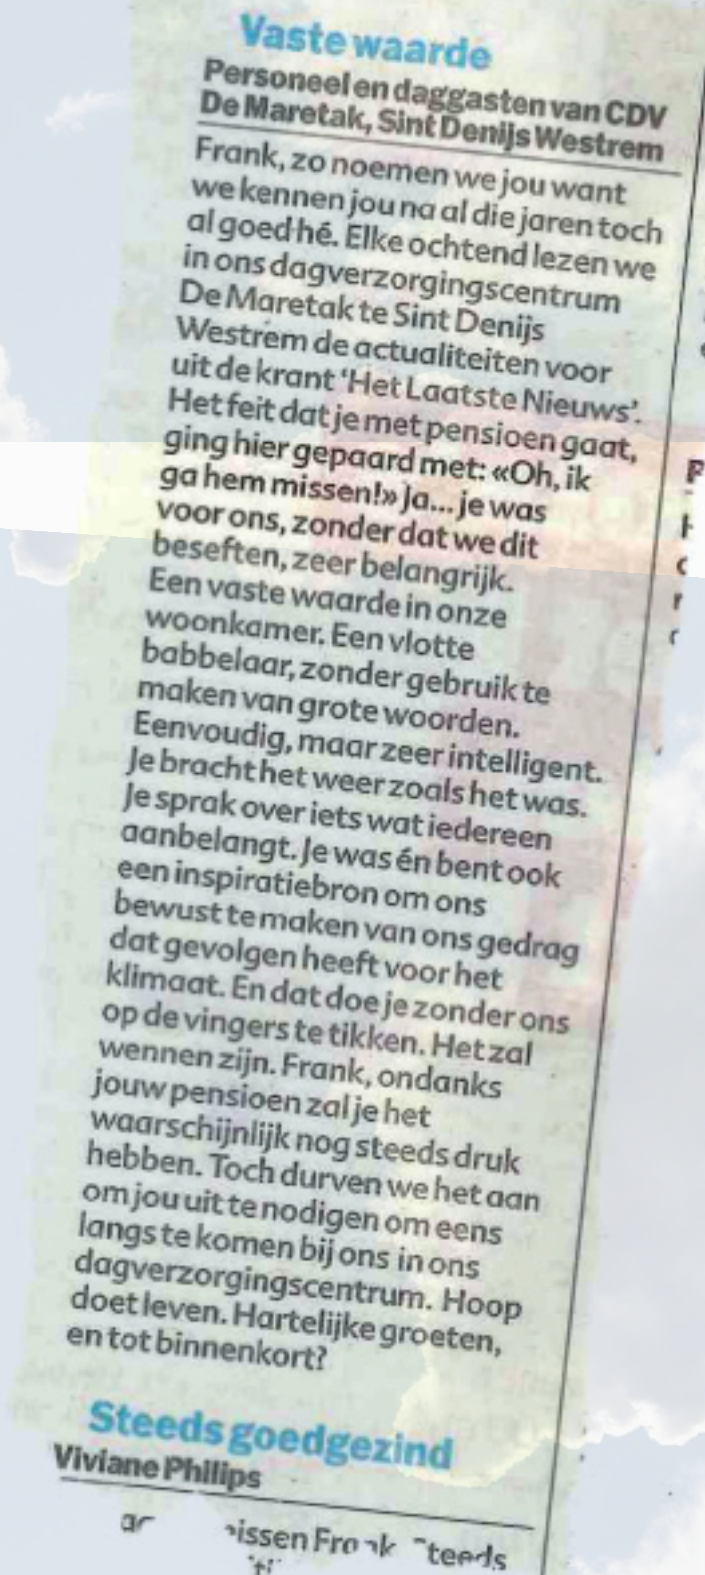 Vaste waarde
Personeel en daggasten van CDV
De Maretak, Sint Denijs Westrem
Frank, zo noemen we jou want
we kennen jou na al die jaren toch
al goed hé. Elke ochtend lezen we
in ons dagverzorgingscentrum
De Maretak te Sint Denijs
Westrem de actualiteiten voor
uit de krant ‘Het Laatste Nieuws’.
Het feit dat je met pensioen gaat,
ging hier gepaard met: «Oh, ik
ga hem missen!» Ja... je was
voor ons, zonder dat we dit
beseften, zeer belangrijk.
Een vaste waarde in onze
woonkamer. Een vlotte
babbelaar, zonder gebruik te
maken van grote woorden.
Eenvoudig, maar zeer intelligent.
Je bracht het weer zoals het was.
Je sprak over iets wat iedereen
aanbelangt. Je was én bent ook
een inspiratiebron om ons
bewust te maken van ons gedrag
dat gevolgen heeft voor het
klimaat. En dat doe je zonder ons
op de vingers te tikken. Het zal
wennen zijn. Frank, ondanks
jouw pensioen zal je het
waarschijnlijk nog steeds druk
hebben. Toch durven we het aan
om jou uit te nodigen om eens
langs te komen bij ons in ons
dagverzorgingscentrum. Hoop
doet leven. Hartelijke groeten,
en tot binnenkort?
Steeds goedgezind
Viviane Philips